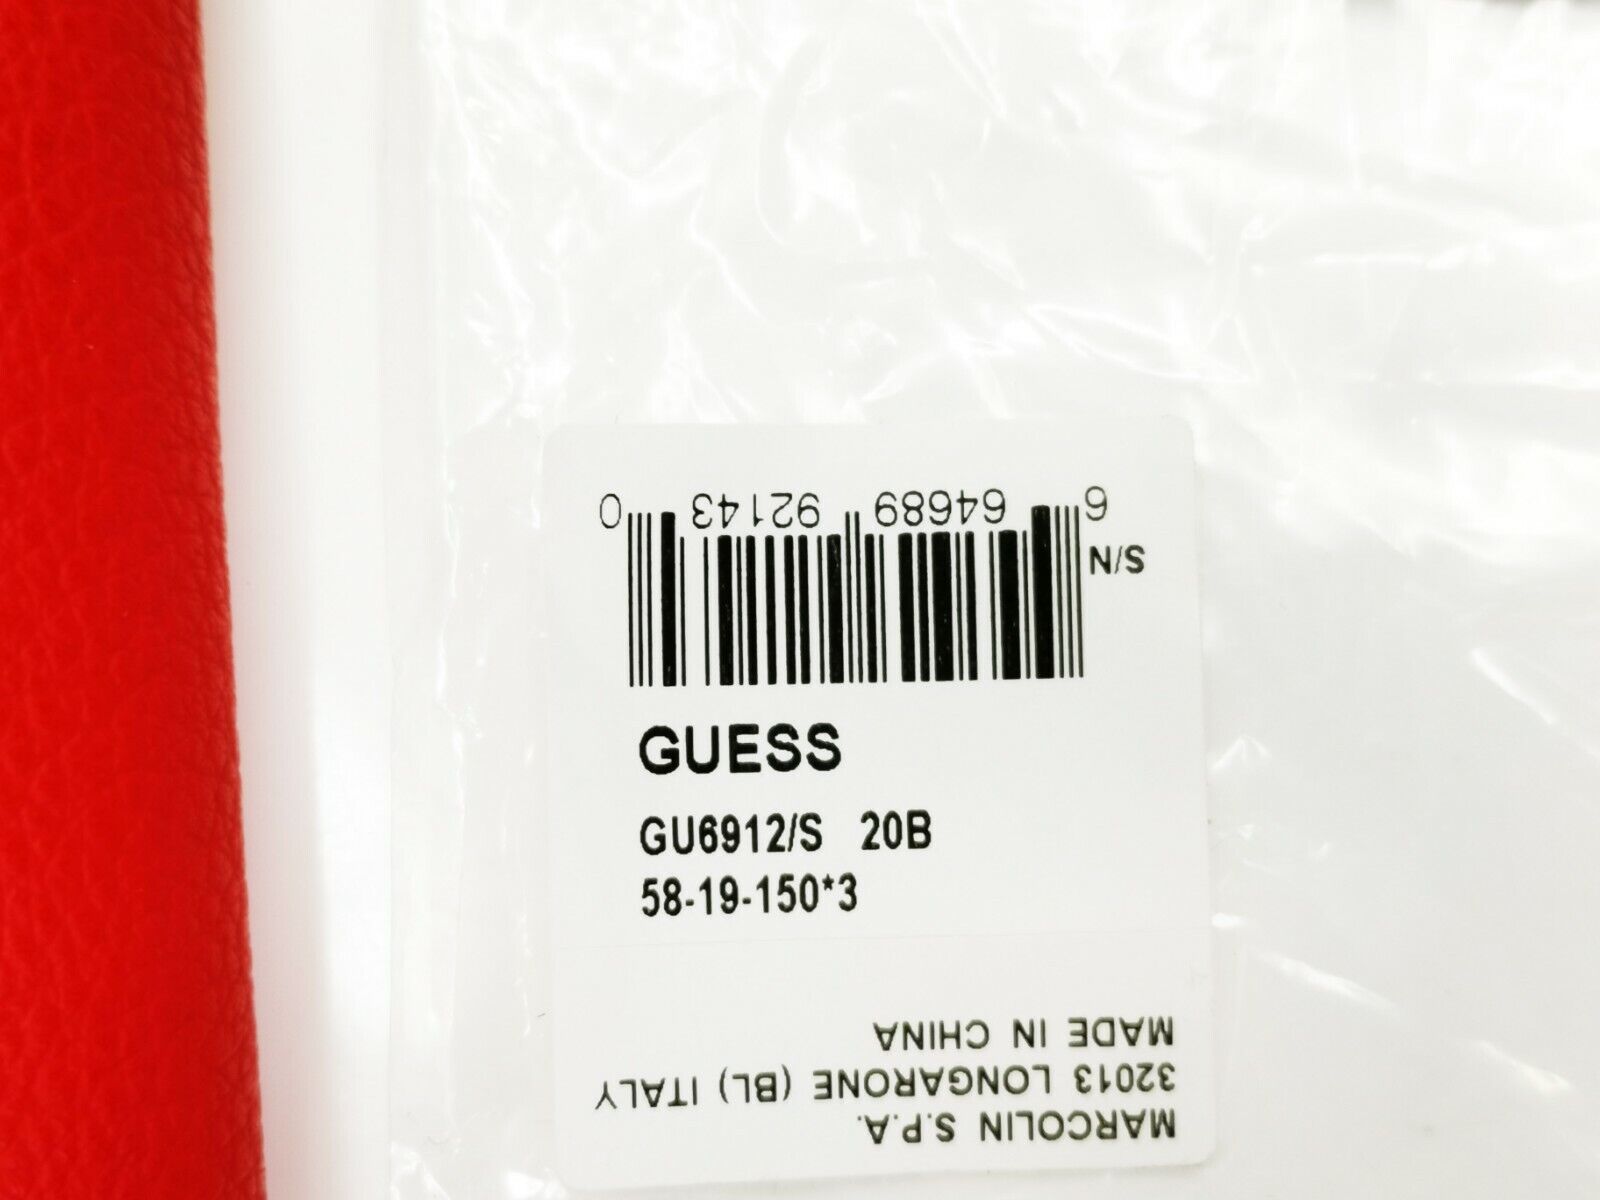 6 64689 92143 0
S/N
GUESS
GU6912/S 20B
58-19-150*3
MARCOLIN S.P.A.
32013 LONGARONE (BL) ITALY
MADE IN CHINA